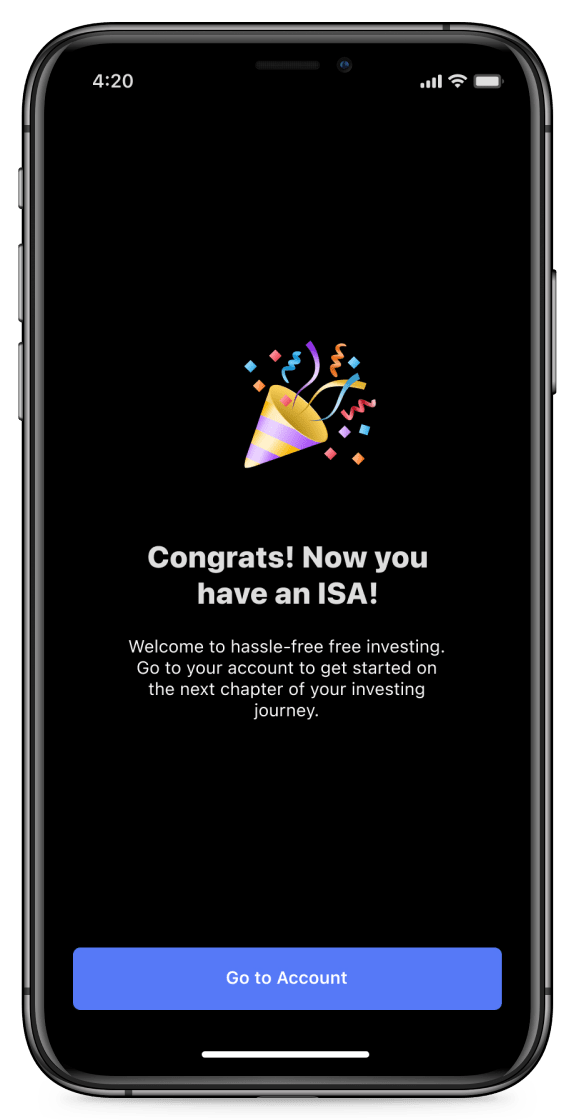 4:20
Congrats! Now you
have an ISA!
Welcome to hassle-free free investing.
Go to your account to get started on
the next chapter of your investing
journey.
Go to Account